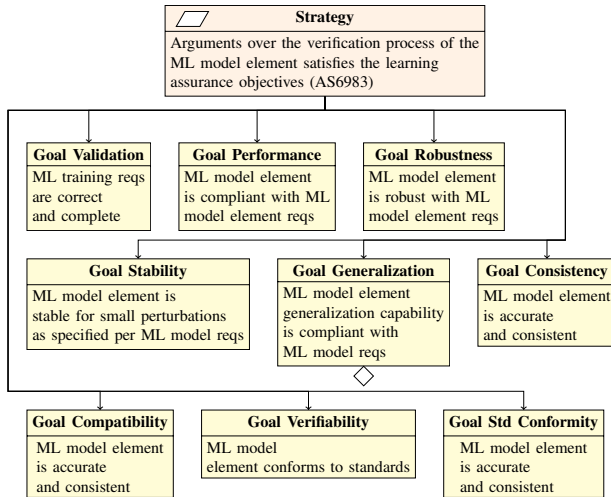 Strategy
Arguments over the verification process of the
ML model element satisfies the learning
assurance objectives (AS6983)
Goal Validation
ML training reqs
are correct
and complete
Goal Performance
ML model element
is compliant with ML
model element reqs
Goal Robustness
ML model element
is robust with ML
model element reqs
Goal Stability
ML model element is
stable for small perturbations
as specified per ML model reqs
Goal Generalization
ML model element
generalization capability
is compliant with
ML model reqs
Goal Consistency
ML model element
is accurate
and consistent
Goal Compatibility
ML model element
is accurate
and consistent
Goal Verifiability
ML model
element conforms to standards
Goal Std Conformity
ML model element
is accurate
and consistent